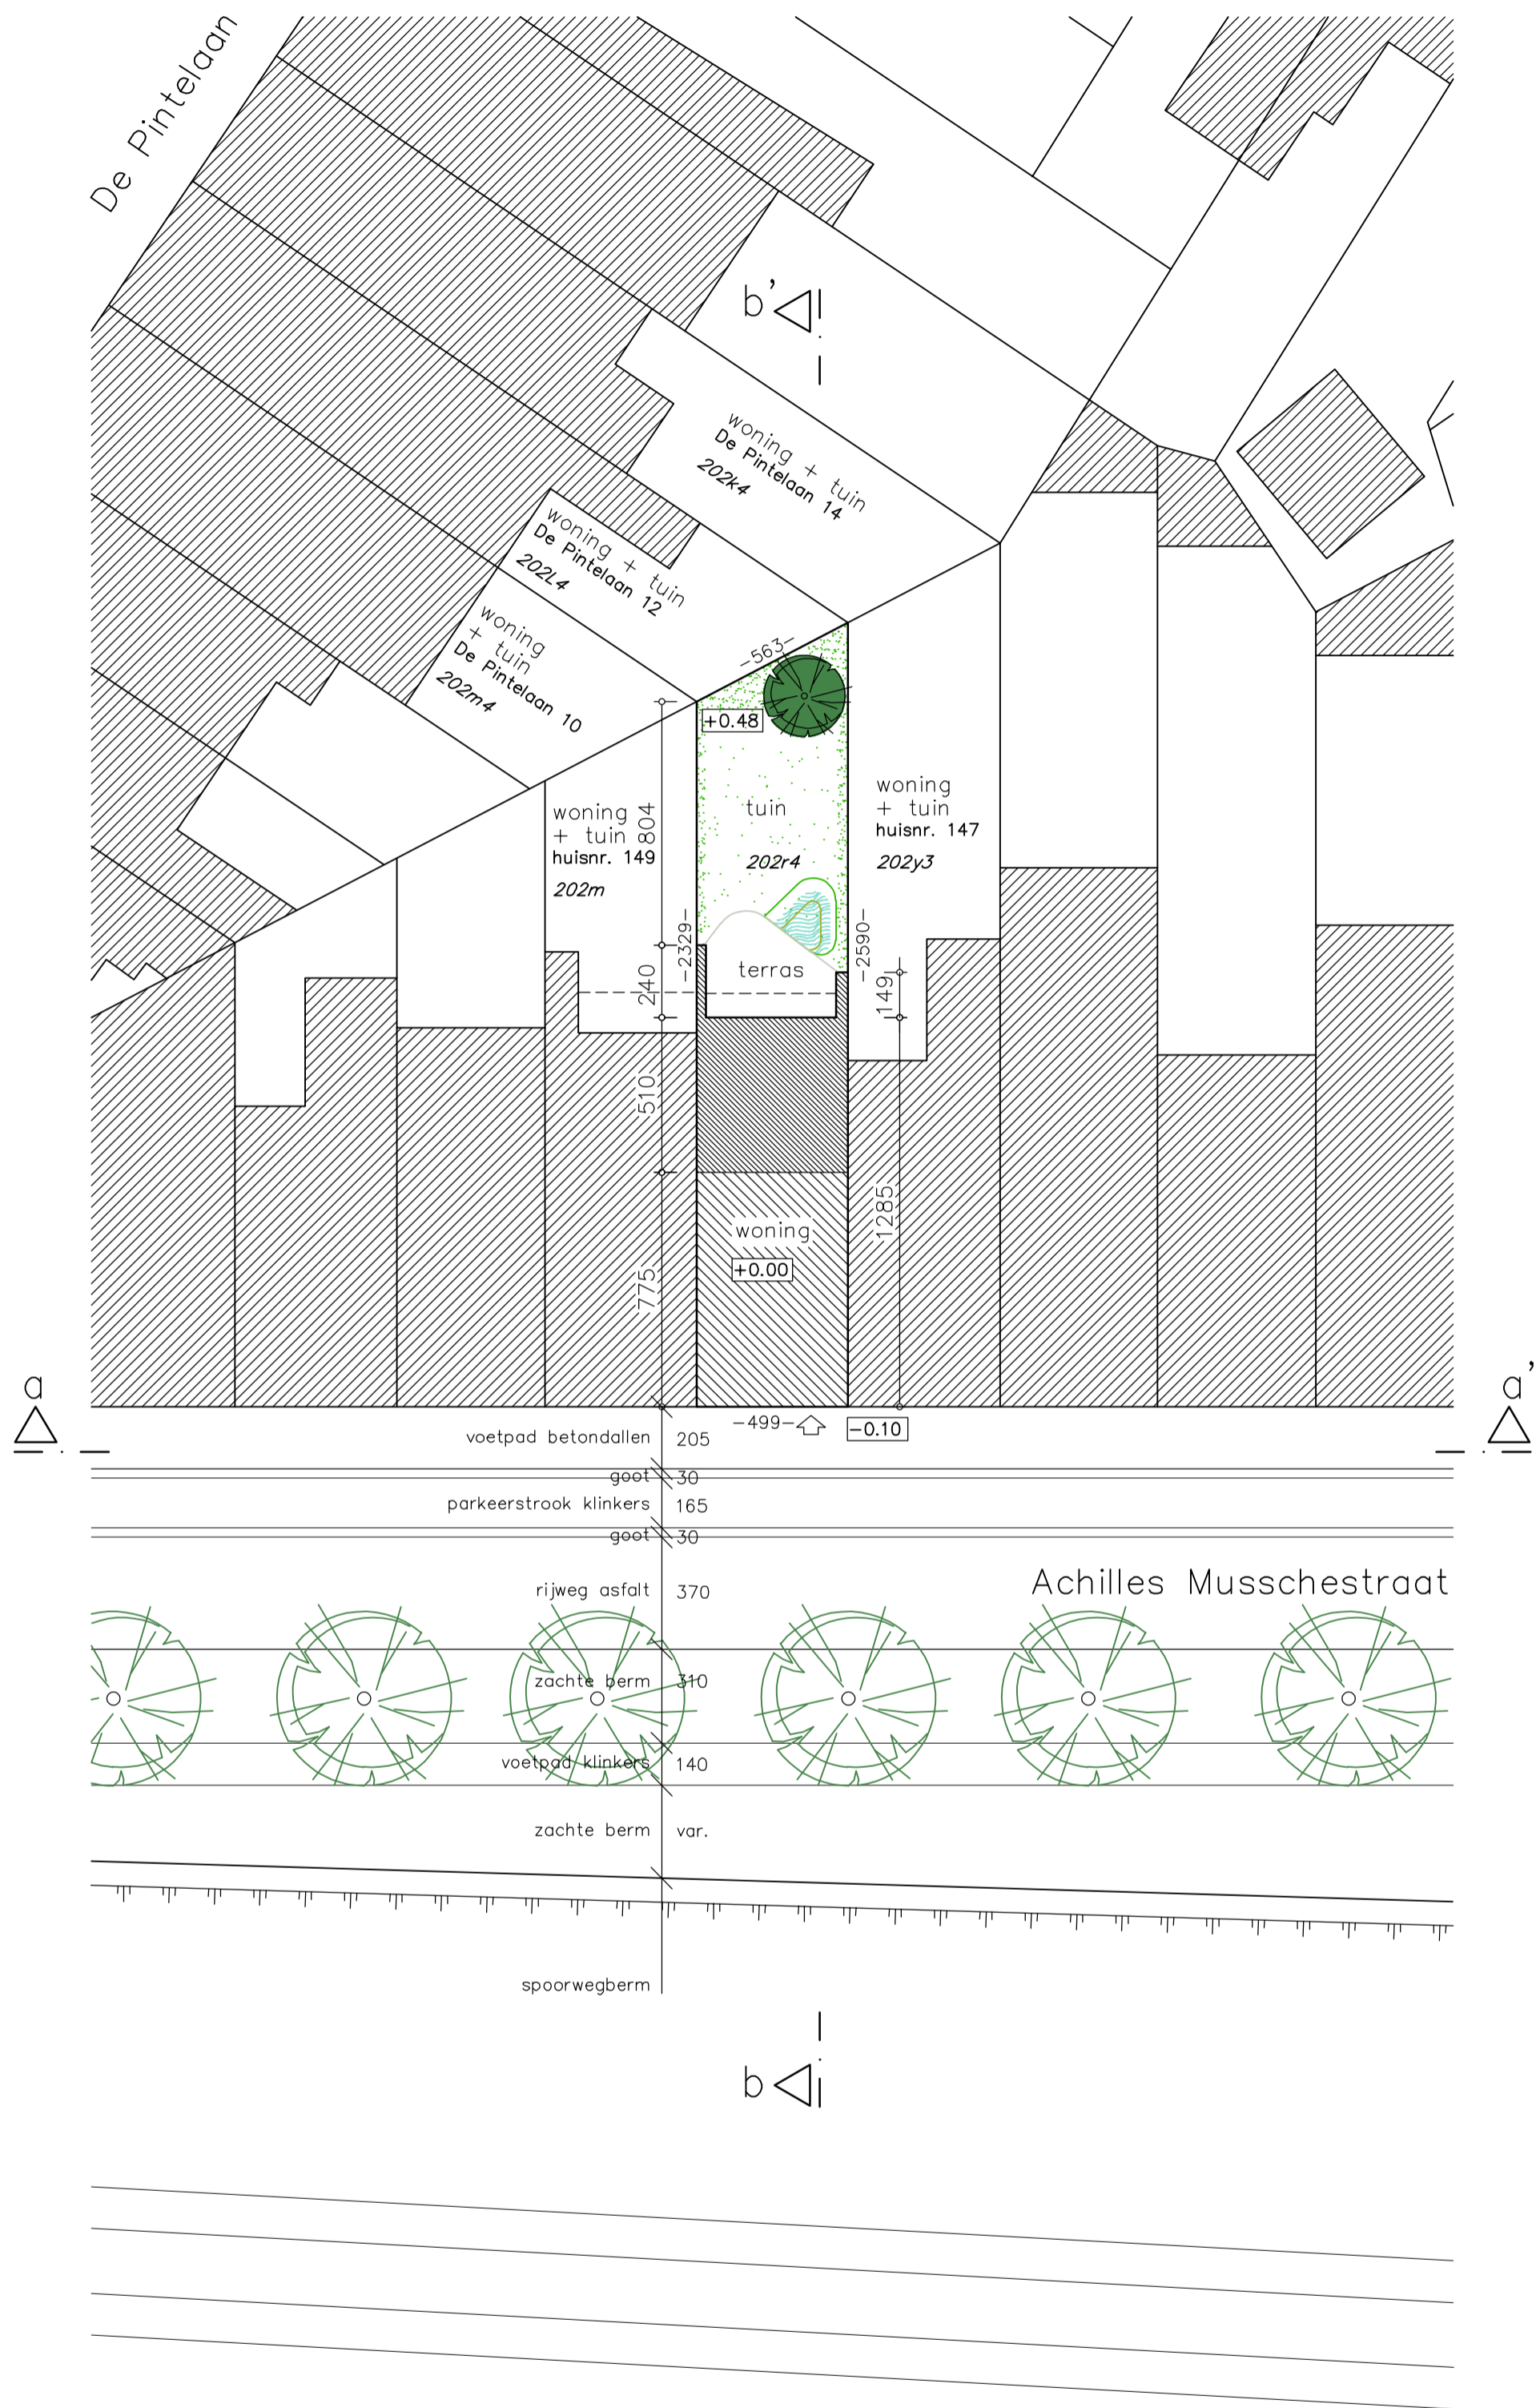 De Pintelaan
b'
woning + tuin
De Pintelaan 14
202k4
woning + tuin
De Pintelaan 12
202L4
woning
+ tuin
De Pintelaan 10
202m4
-563-
+0.48
woning
+ tuin
huisnr. 149
202m
804
tuin
202r4
woning
+ tuin
huisnr. 147
202y3
-2329-
-2590-
240
terras
149
510
1285
woning
+0.00
775
a
a'
-499-
-0.10
voetpad betondallen 205
goot 30
parkeerstrook klinkers 165
goot 30
rijweg asfalt 370
Achilles Musschestraat
zachte berm 310
voetpad klinkers 140
zachte berm var.
spoorwegberm
b